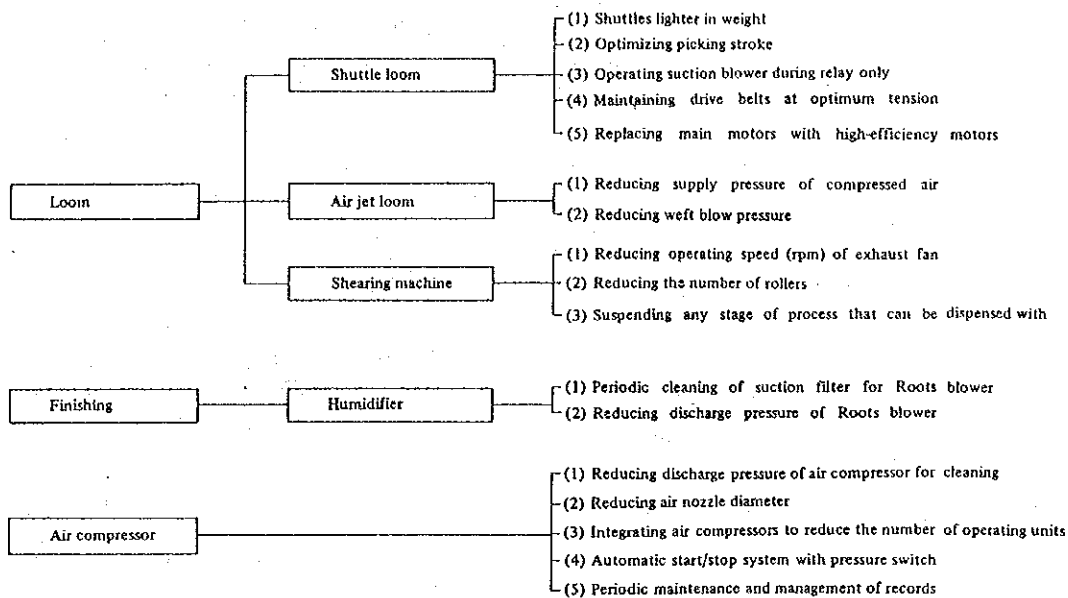 Loom
Shuttle loom
(1) Shuttles lighter in weight
(2) Optimizing picking stroke
(3) Operating suction blower during relay only
(4) Maintaining drive belts at optimum tension
(5) Replacing main motors with high-efficiency motors
Air jet loom
(1) Reducing supply pressure of compressed air
(2) Reducing weft blow pressure
Shearing machine
(1) Reducing operating speed (rpm) of exhaust fan
(2) Reducing the number of rollers
(3) Suspending any stage of process that can be dispensed with
Finishing
Humidifier
(1) Periodic cleaning of suction filter for Roots blower
(2) Reducing discharge pressure of Roots blower
Air compressor
(1) Reducing discharge pressure of air compressor for cleaning
(2) Reducing air nozzle diameter
(3) Integrating air compressors to reduce the number of operating units
(4) Automatic start/stop system with pressure switch
(5) Periodic maintenance and management of records